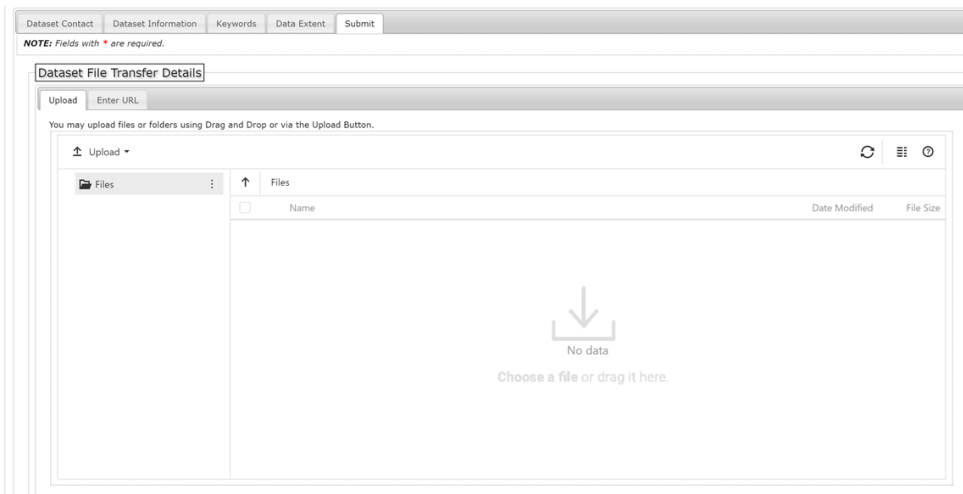 Dataset Contact Dataset Information Keywords Data Extent Submit
NOTE: Fields with * are required.
Dataset File Transfer Details
Upload Enter URL
You may upload files or folders using Drag and Drop or via the Upload Button.
Upload
Files Files
Name Date Modified File Size
No data
Choose a file or drag it here.